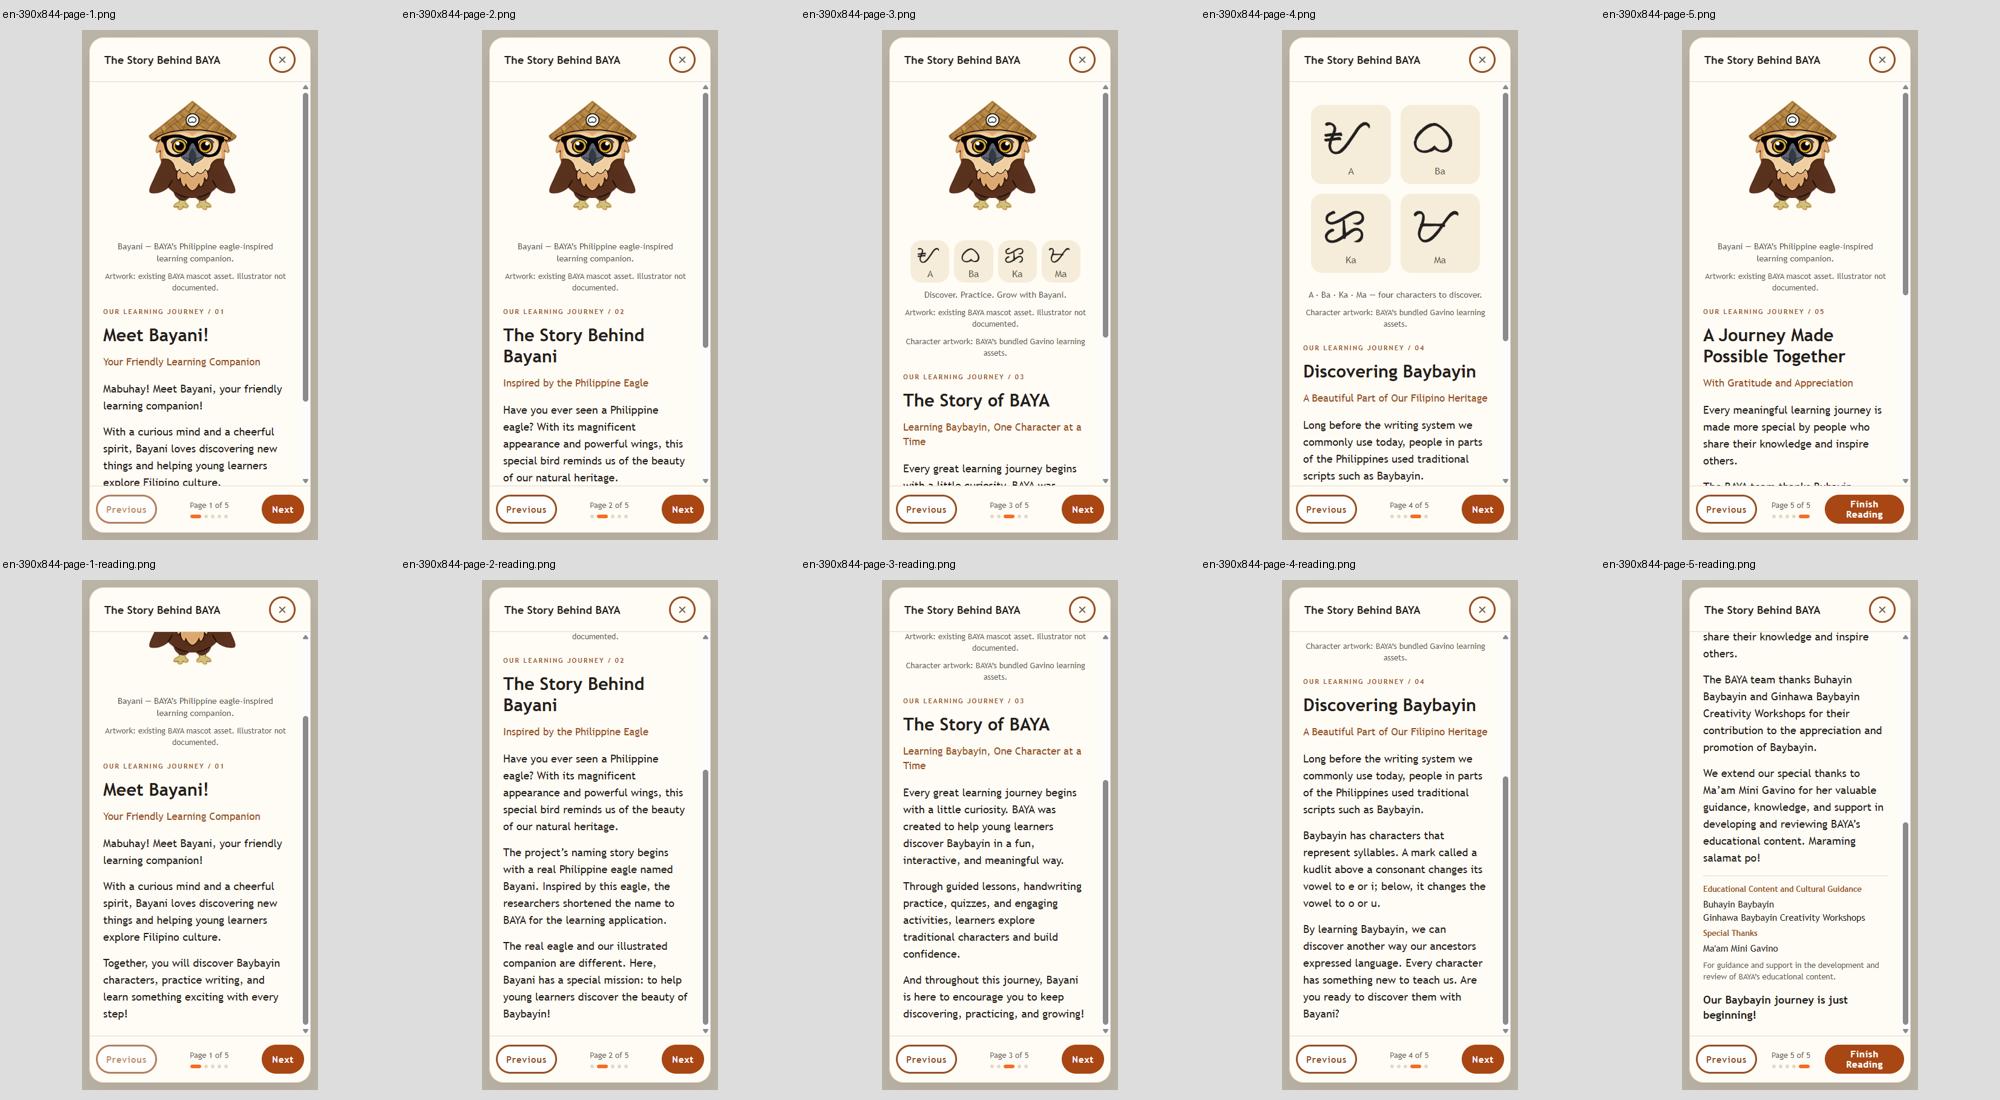 en-390x844-page-1.png
The Story Behind BAYA
Bayani — BAYA's Philippine eagle-inspired
learning companion.
Artwork: existing BAYA mascot asset. Illustrator not
documented.
OUR LEARNING JOURNEY / 01
Meet Bayani!
Your Friendly Learning Companion
Mabuhay! Meet Bayani, your friendly
learning companion!
With a curious mind and a cheerful
spirit, Bayani loves discovering new
things and helping young learners
explore Filipino culture.
Previous
Page 1 of 5
Next
en-390x844-page-2.png
The Story Behind BAYA
Bayani — BAYA's Philippine eagle-inspired
learning companion.
Artwork: existing BAYA mascot asset. Illustrator not
documented.
OUR LEARNING JOURNEY / 02
The Story Behind
Bayani
Inspired by the Philippine Eagle
Have you ever seen a Philippine
eagle? With its magnificent
appearance and powerful wings, this
special bird reminds us of the beauty
of our natural heritage.
Previous
Page 2 of 5
Next
en-390x844-page-3.png
The Story Behind BAYA
A
Ba
Ka
Ma
Discover. Practice. Grow with Bayani.
Artwork: existing BAYA mascot asset. Illustrator not
documented.
Character artwork: BAYA's bundled Gavino learning
assets.
OUR LEARNING JOURNEY / 03
The Story of BAYA
Learning Baybayin, One Character at a
Time
Every great learning journey begins
with a little curiosity. BAYA was
Previous
Page 3 of 5
Next
en-390x844-page-4.png
The Story Behind BAYA
A
Ba
Ka
Ma
A · Ba · Ka · Ma — four characters to discover.
Character artwork: BAYA's bundled Gavino learning
assets.
OUR LEARNING JOURNEY / 04
Discovering Baybayin
A Beautiful Part of Our Filipino Heritage
Long before the writing system we
commonly use today, people in parts
of the Philippines used traditional
scripts such as Baybayin.
Previous
Page 4 of 5
Next
en-390x844-page-5.png
The Story Behind BAYA
Bayani — BAYA's Philippine eagle-inspired
learning companion.
Artwork: existing BAYA mascot asset. Illustrator not
documented.
OUR LEARNING JOURNEY / 05
A Journey Made
Possible Together
With Gratitude and Appreciation
Every meaningful learning journey is
made more special by people who
share their knowledge and inspire
others.
The BAYA team thanks Buhayin
Previous
Page 5 of 5
Finish
Reading
en-390x844-page-1-reading.png
The Story Behind BAYA
Bayani — BAYA's Philippine eagle-inspired
learning companion.
Artwork: existing BAYA mascot asset. Illustrator not
documented.
OUR LEARNING JOURNEY / 01
Meet Bayani!
Your Friendly Learning Companion
Mabuhay! Meet Bayani, your friendly
learning companion!
With a curious mind and a cheerful
spirit, Bayani loves discovering new
things and helping young learners
explore Filipino culture.
Together, you will discover Baybayin
characters, practice writing, and
learn something exciting with every
step!
Previous
Page 1 of 5
Next
en-390x844-page-2-reading.png
The Story Behind BAYA
documented.
OUR LEARNING JOURNEY / 02
The Story Behind
Bayani
Inspired by the Philippine Eagle
Have you ever seen a Philippine
eagle? With its magnificent
appearance and powerful wings, this
special bird reminds us of the beauty
of our natural heritage.
The project's naming story begins
with a real Philippine eagle named
Bayani. Inspired by this eagle, the
researchers shortened the name to
BAYA for the learning application.
The real eagle and our illustrated
companion are different. Here,
Bayani has a special mission: to help
young learners discover the beauty of
Baybayin!
Previous
Page 2 of 5
Next
en-390x844-page-3-reading.png
The Story Behind BAYA
Artwork: existing BAYA mascot asset. Illustrator not
documented.
Character artwork: BAYA's bundled Gavino learning
assets.
OUR LEARNING JOURNEY / 03
The Story of BAYA
Learning Baybayin, One Character at a
Time
Every great learning journey begins
with a little curiosity. BAYA was
created to help young learners
discover Baybayin in a fun,
interactive, and meaningful way.
Through guided lessons, handwriting
practice, quizzes, and engaging
activities, learners explore
traditional characters and build
confidence.
And throughout this journey, Bayani
is here to encourage you to keep
discovering, practicing, and growing!
Previous
Page 3 of 5
Next
en-390x844-page-4-reading.png
The Story Behind BAYA
Character artwork: BAYA's bundled Gavino learning
assets.
OUR LEARNING JOURNEY / 04
Discovering Baybayin
A Beautiful Part of Our Filipino Heritage
Long before the writing system we
commonly use today, people in parts
of the Philippines used traditional
scripts such as Baybayin.
Baybayin has characters that
represent syllables. A mark called a
kudlit above a consonant changes its
vowel to e or i; below, it changes the
vowel to o or u.
By learning Baybayin, we can
discover another way our ancestors
expressed language. Every character
has something new to teach us. Are
you ready to discover them with
Bayani?
Previous
Page 4 of 5
Next
en-390x844-page-5-reading.png
The Story Behind BAYA
share their knowledge and inspire
others.
The BAYA team thanks Buhayin
Baybayin and Ginhawa Baybayin
Creativity Workshops for their
contribution to the appreciation and
promotion of Baybayin.
We extend our special thanks to
Ma'am Mini Gavino for her valuable
guidance, knowledge, and support in
developing and reviewing BAYA's
educational content. Maraming
salamat po!
Educational Content and Cultural Guidance
Buhayin Baybayin
Ginhawa Baybayin Creativity Workshops
Special Thanks
Ma'am Mini Gavino
For guidance and support in the development and
review of BAYA's educational content.
Our Baybayin journey is just
beginning!
Previous
Page 5 of 5
Finish
Reading